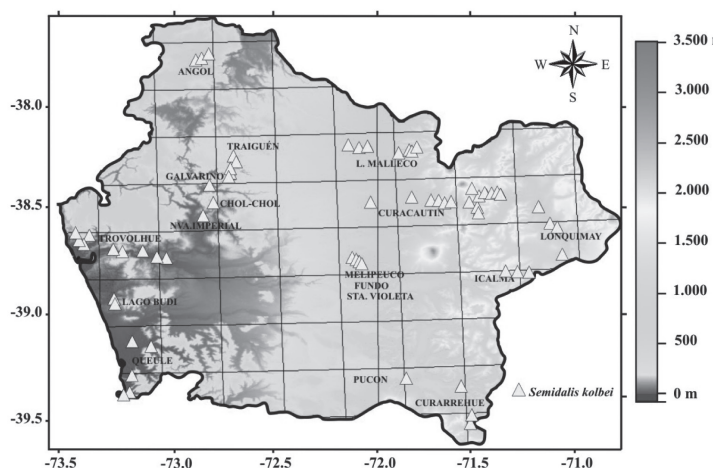 N
W E
S
3.500 m
3.000
2.500
2.000
1.500
1.000
500
0 m
-38.0
-38.5
-39.0
-39.5
ANGOL
TRAIGUÉN
L. MALLECO
GALVARINO
CHOL-CHOL
CURACAUTIN
NVA.IMPERIAL
TROVOLHUE
LONQUIMAY
MELIPEUCO
FUNDO
STA. VIOLETA
ICALMA
LAGO BUDI
QUEULE
PUCON
CURARREHUE
Semidalis kolbei
-73.5 -73.0 -72.5 -72.0 -71.5 -71.0